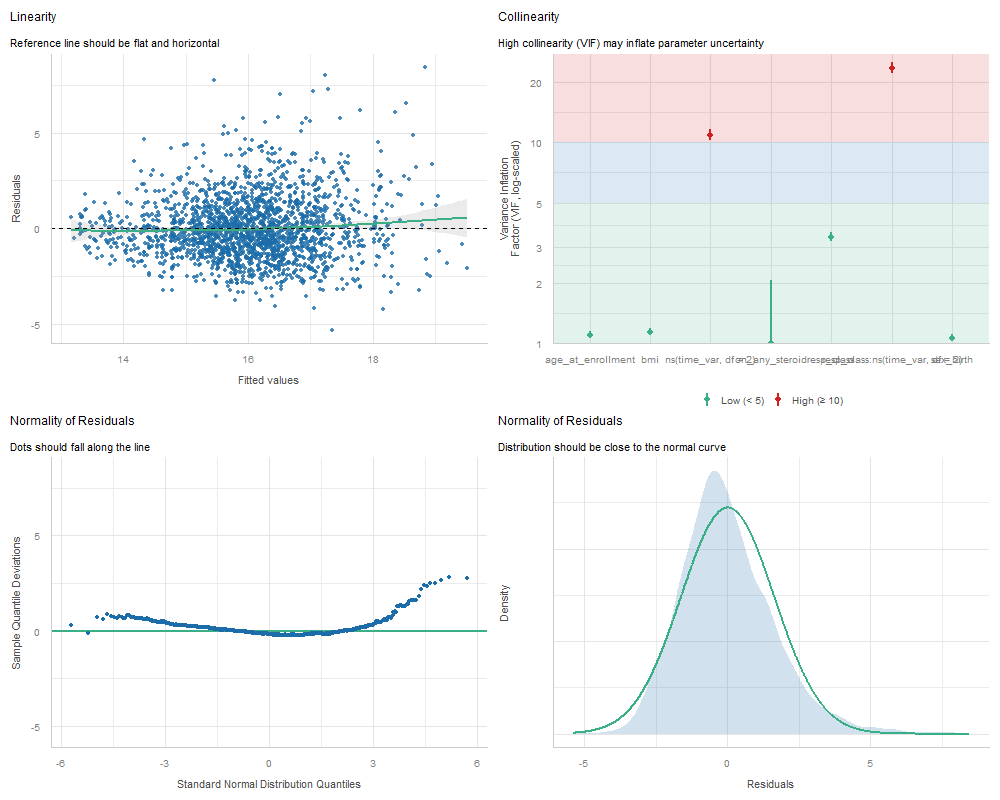 Linearity
Reference line should be flat and horizontal
Residuals
5
0
-5
14
16
18
Fitted values
Collinearity
High collinearity (VIF) may inflate parameter uncertainty
Variance Inflation
Factor (VIF, log-scaled)
20
10
5
3
2
1
age_at_enrollment
bmi
ns(time_var, df = 2)
:ns(time_var, df = 2)
Low (< 5)
High (≥ 10)
Normality of Residuals
Dots should fall along the line
Sample Quantile Deviations
5
0
-5
-6
-3
0
3
6
Standard Normal Distribution Quantiles
Normality of Residuals
Distribution should be close to the normal curve
Density
-5
0
5
Residuals